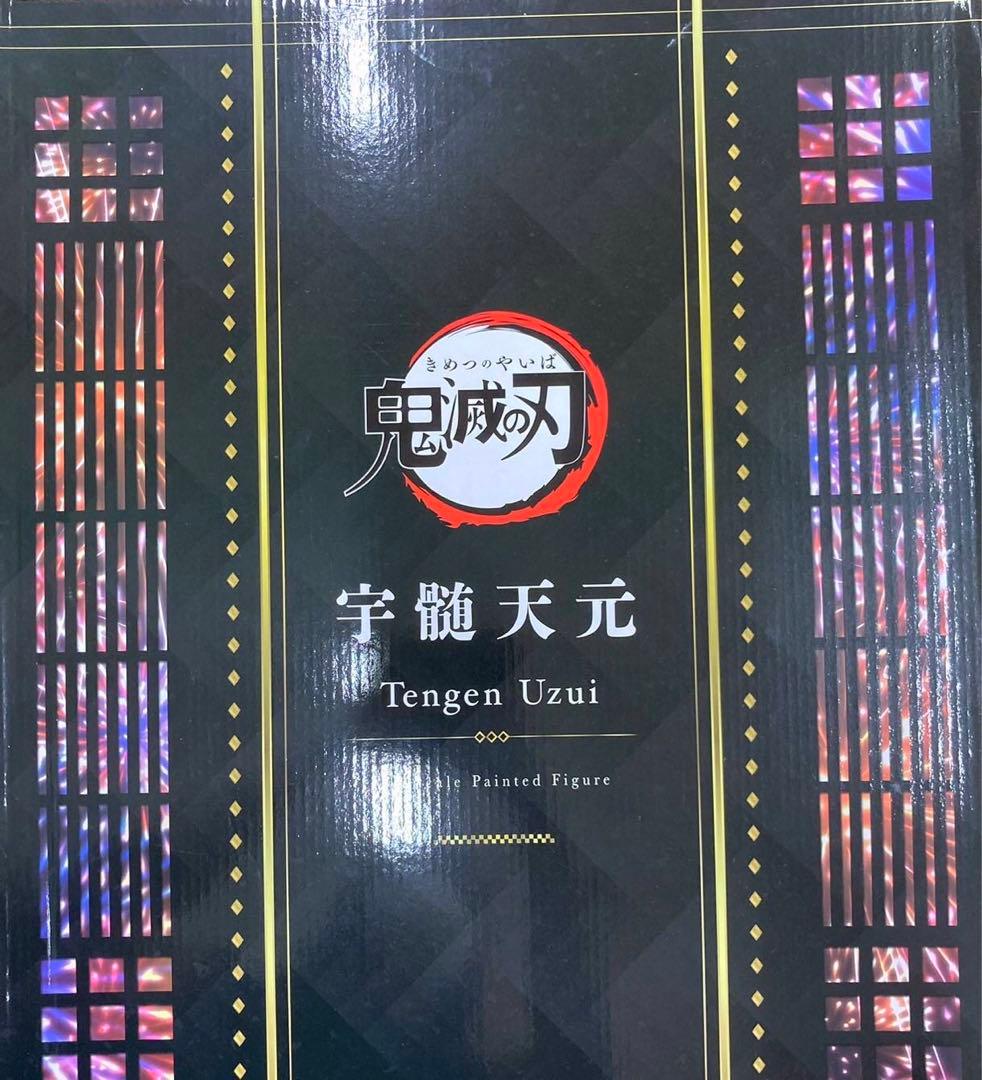 きめつのやいば
鬼滅の刃
宇髄天元
Tengen Uzui
Painted Figure